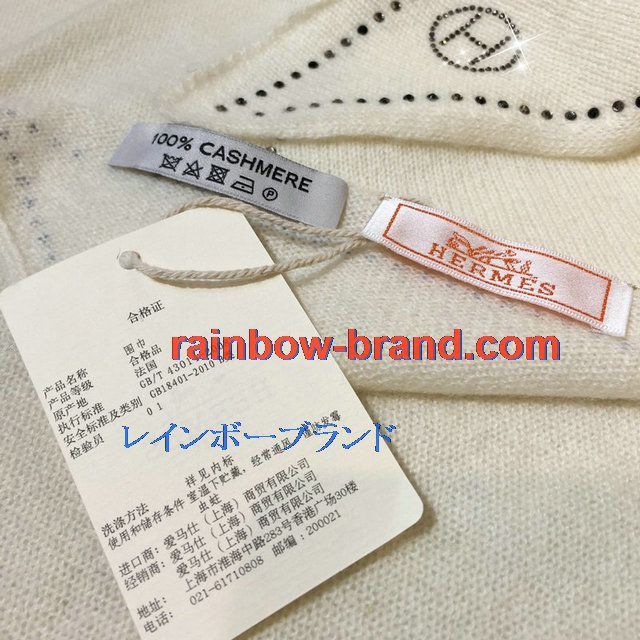 100% CASHMERE
P
HERMES
rainbow-brand.com
レインボーブランド
合格证
产品名称 围巾
产品等级 合格品
原产地 法国
执行标准 GB/T 430
安全标准及类别 GB18401-2010
检验员 01
洗涤方法 详见内标
使用和储存条件 室温下贮藏，经常通风
进口商：爱马仕（上海）商贸有限公司
经销商：爱马仕（上海）商贸有限公司
地址：上海市淮海中路283号香港广场30楼
邮编：200021
电话：021-61710808